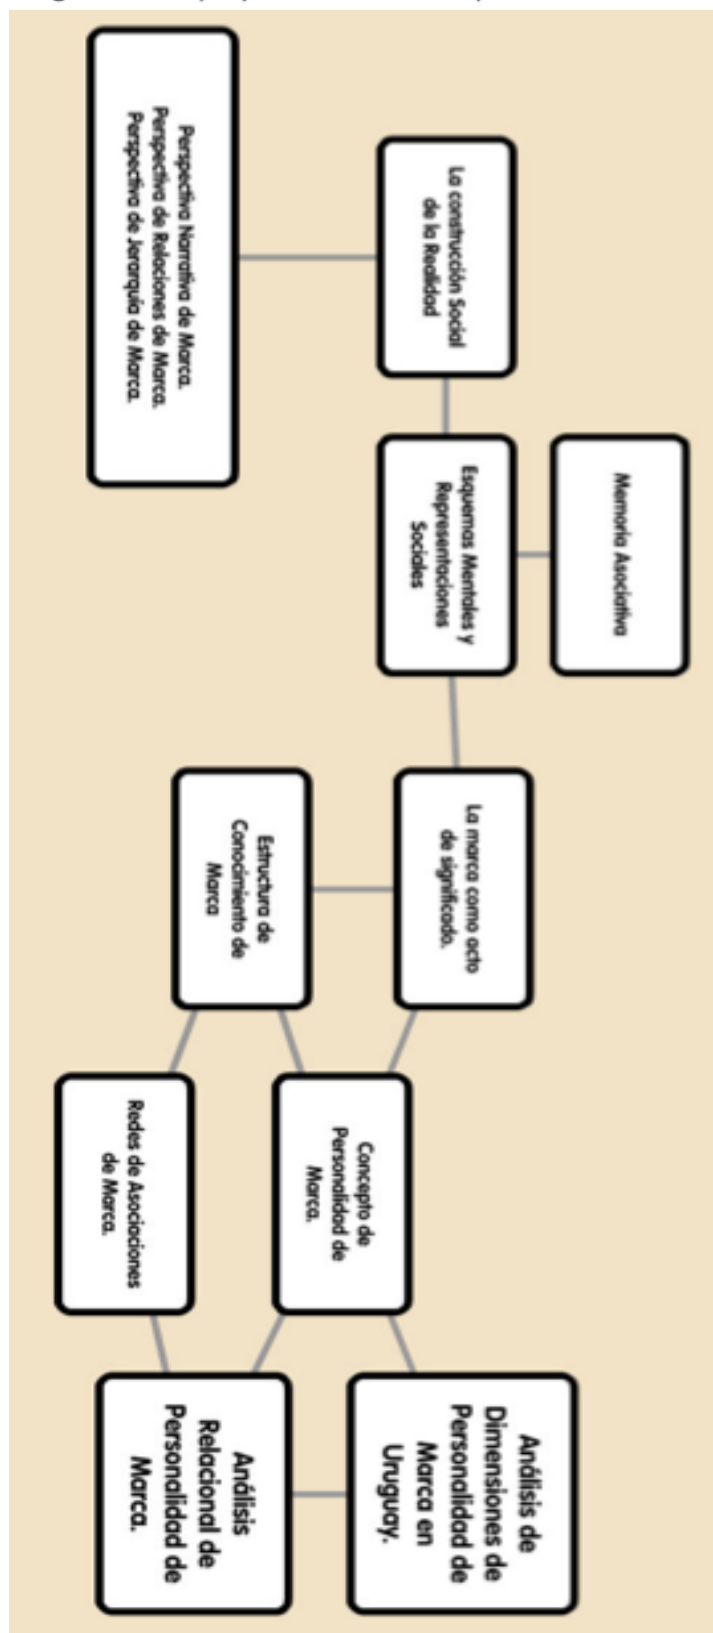 Memoria Asociativa
La construcción Social
de la Realidad
Esquemas Mentales y
Representaciones
Sociales
La marca como acto
de significado.
Análisis de
Dimensiones de
Personalidad de
Marca en
Uruguay.
Concepto de
Personalidad de
Marca.
Estructura de
Conocimiento de
Marca
Análisis
Relacional de
Personalidad de
Marca.
Perspectiva Narrativa de Marca.
Perspectiva de Relaciones de Marca.
Perspectiva de Jerarquía de Marca.
Redes de Asociaciones
de Marca.